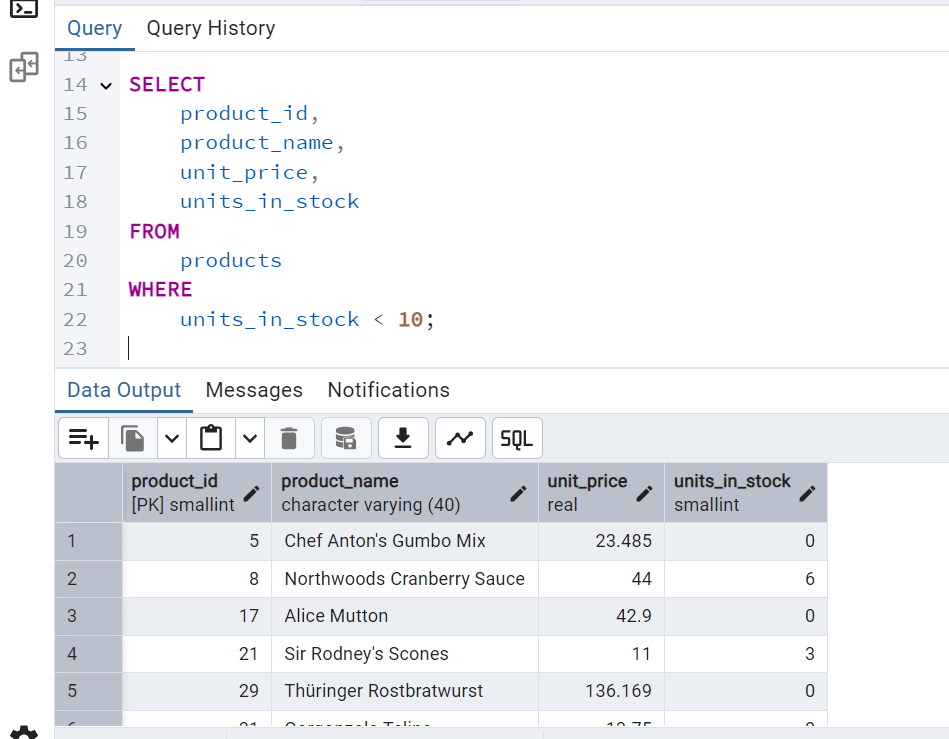 Query Query History
13
14 SELECT
15 product_id,
16 product_name,
17 unit_price,
18 units_in_stock
19 FROM
20 products
21 WHERE
22 units_in_stock < 10;
23
Data Output Messages Notifications
SQL
product_id product_name unit_price units_in_stock
[PK] smallint character varying (40) real smallint
1 5 Chef Anton's Gumbo Mix 23.485 0
2 8 Northwoods Cranberry Sauce 44 6
3 17 Alice Mutton 42.9 0
4 21 Sir Rodney's Scones 11 3
5 29 Thüringer Rostbratwurst 136.169 0